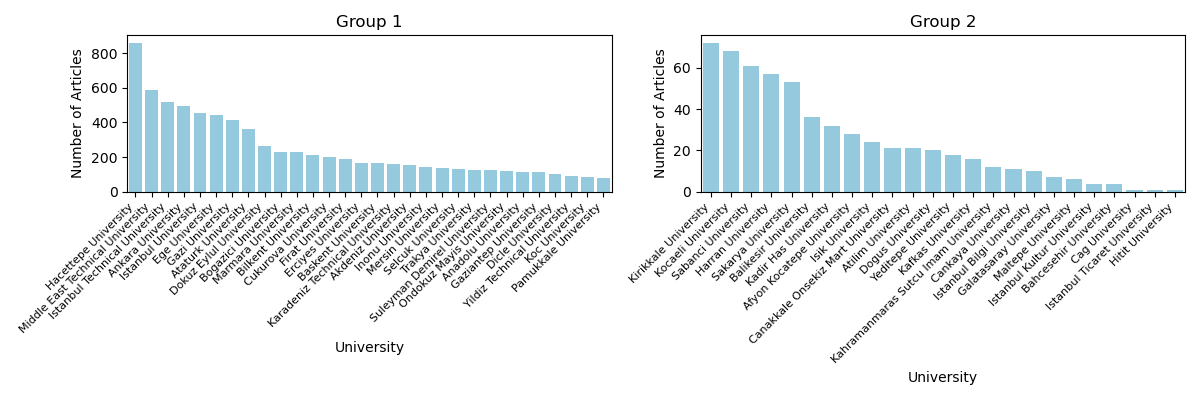 Group 1
Number of Articles
800
600
400
200
0
Hacettepe University
Middle East Technical University
Istanbul Technical University
Ankara University
Istanbul University
Ege University
Gazi University
Ataturk University
Dokuz Eylul University
Bogazici University
Marmara University
Bilkent University
Cukurova University
Firat University
Erciyes University
Baskent University
Karadeniz Technical University
Akdeniz University
Inonu University
Mersin University
Selcuk University
Trakya University
Suleyman Demirel University
Ondokuz Mayis University
Anadolu University
Gaziantep University
Dicle University
Yildiz Technical University
Koc University
Pamukkale University
University
Group 2
Number of Articles
60
40
20
0
Kirikkale University
Kocaeli University
Sabanci University
Harran University
Sakarya University
Balikesir University
Kadir Has University
Afyon Kocatepe University
Isik University
Canakkale Onsekiz Mart University
Atilim University
Dogus University
Yeditepe University
Kafkas University
Kahramanmaras Sutcu Imam University
Cankaya University
Istanbul Bilgi University
Galatasaray University
Maltepe University
Istanbul Kultur University
Bahcesehir University
Cag University
Istanbul Ticaret University
Hitit University
University